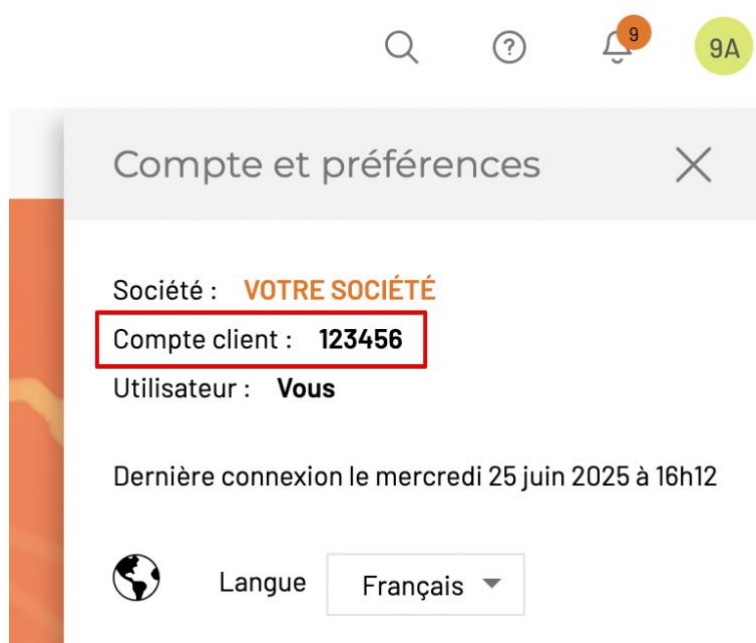 9
9A
Compte et préférences
Société : VOTRE SOCIÉTÉ
Compte client : 123456
Utilisateur : Vous
Dernière connexion le mercredi 25 juin 2025 à 16h12
Langue Français